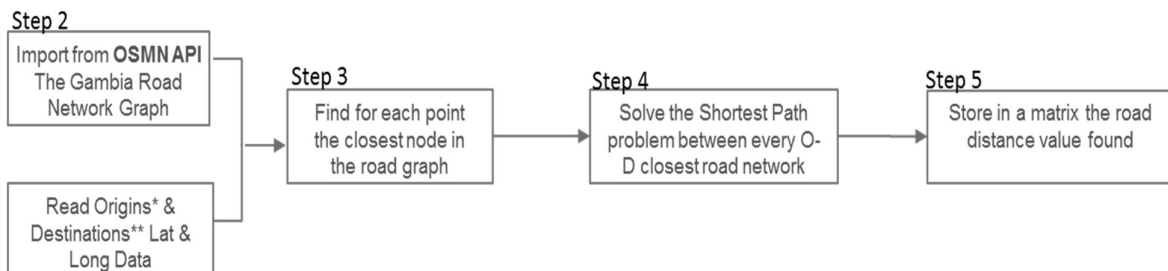 Step 2
Import from OSMN API
The Gambia Road
Network Graph
Read Origins* &
Destinations** Lat &
Long Data
Step 3
Find for each point
the closest node in
the road graph
Step 4
Solve the Shortest Path
problem between every O-
D closest road network
Step 5
Store in a matrix the road
distance value found